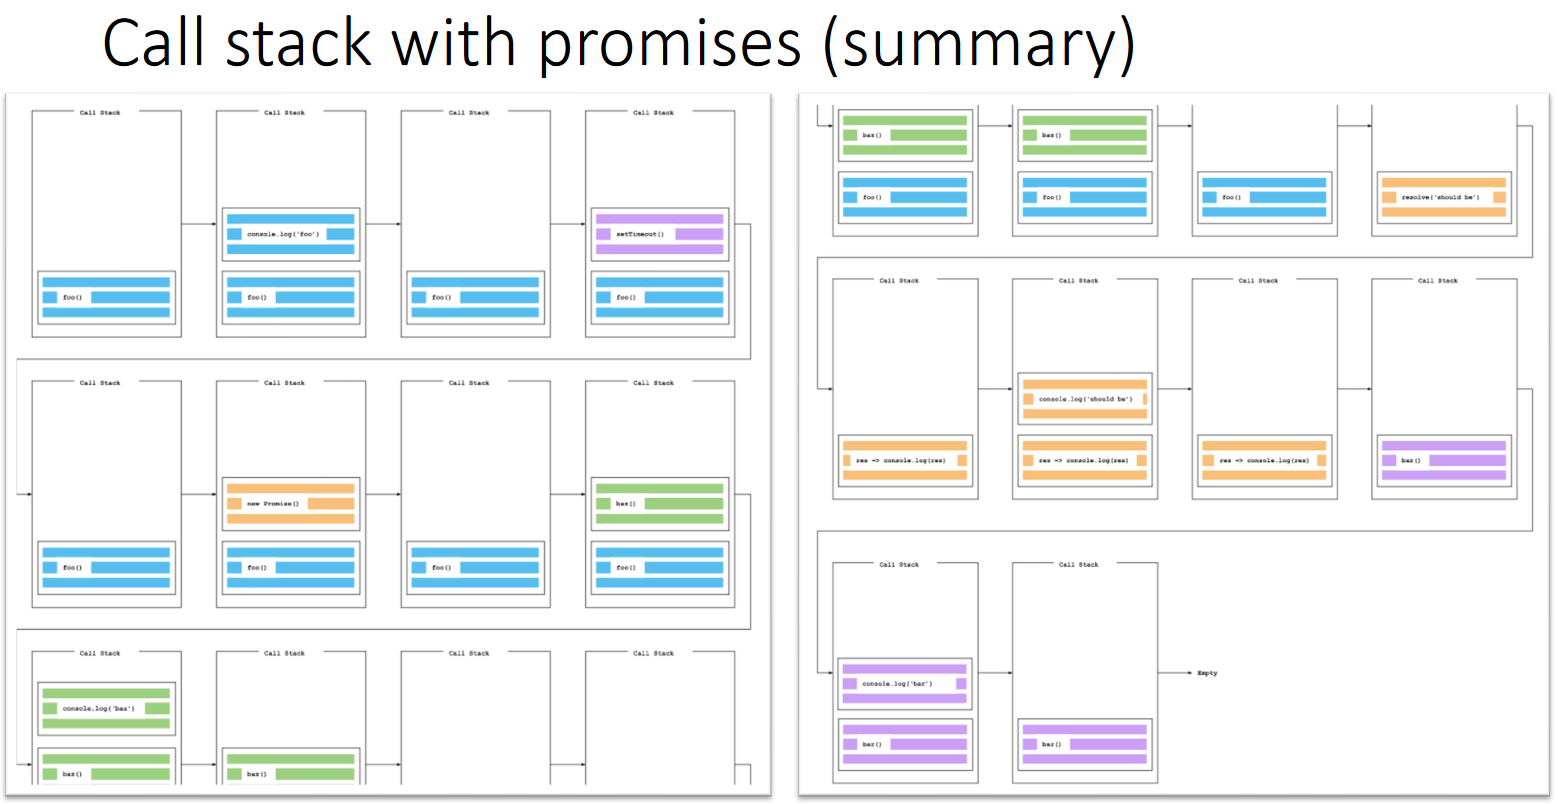 Call stack with promises (summary)
Call Stack Call Stack Call Stack Call Stack
console.log('foo') setTimeout()
foo() foo() foo() foo()
Call Stack Call Stack Call Stack Call Stack
new Promise() baz()
foo() foo() foo() foo()
Call Stack Call Stack Call Stack Call Stack
console.log('baz')
baz() baz()
baz() baz()
foo() foo() foo() resolve('should be')
Call Stack Call Stack Call Stack Call Stack
console.log('should be')
res => console.log(res) res => console.log(res) res => console.log(res) bar()
Call Stack Call Stack
Empty
console.log('bar')
bar() bar()